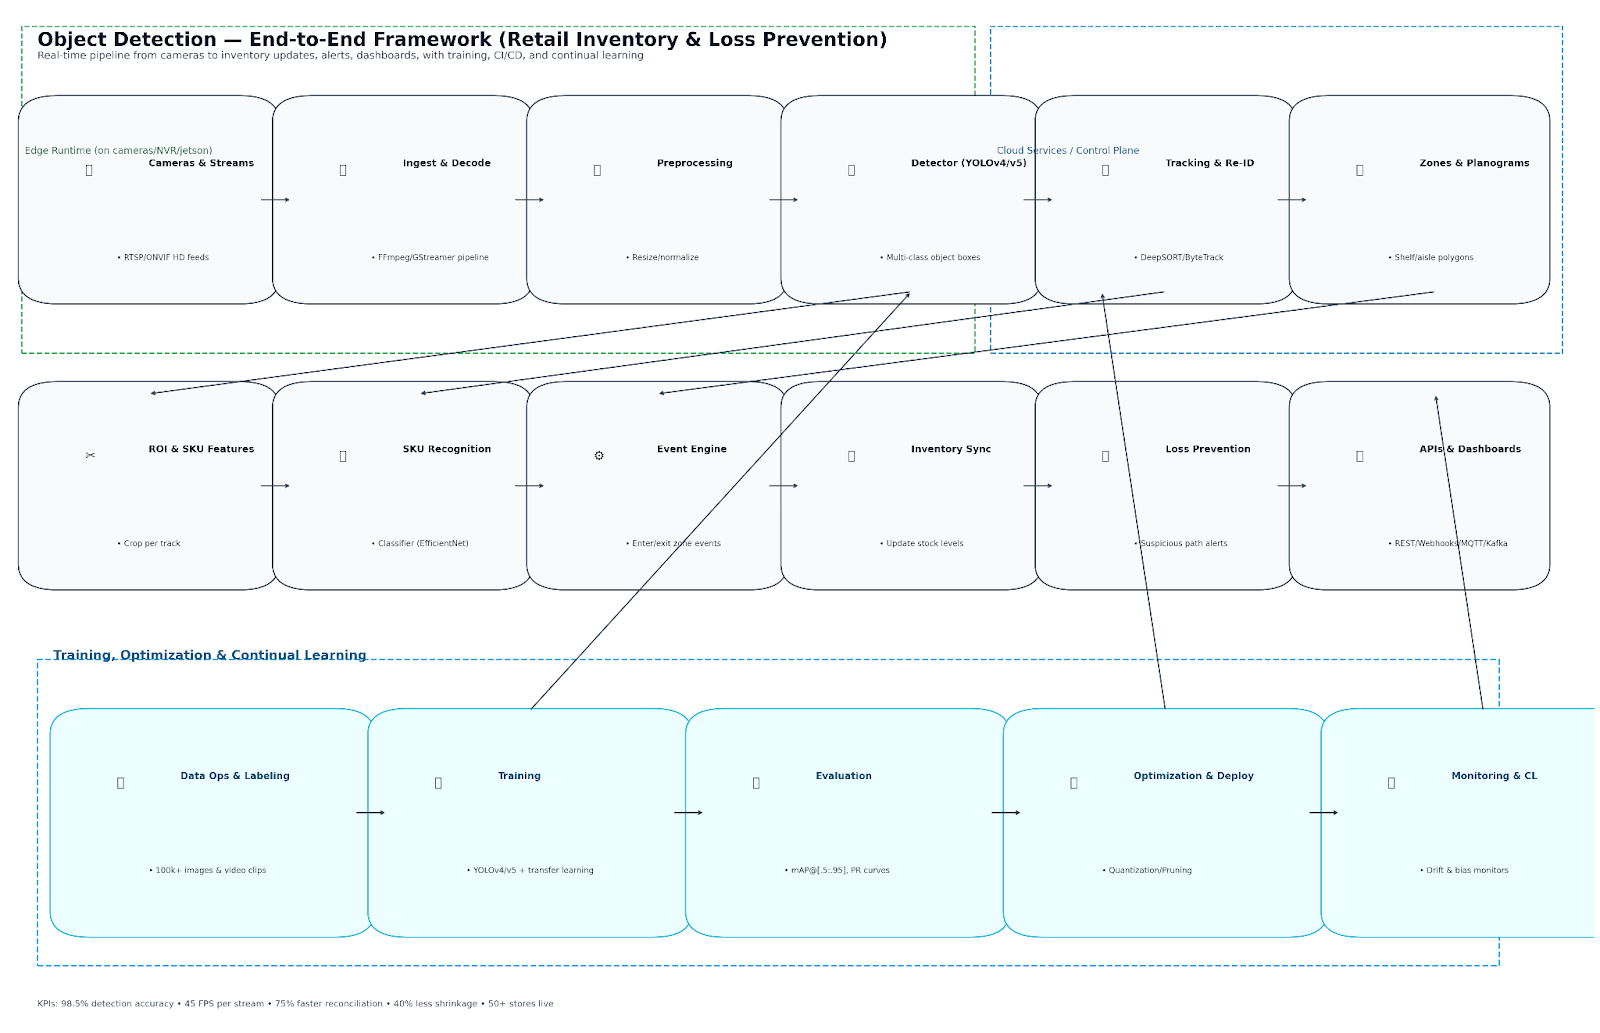 Object Detection — End-to-End Framework (Retail Inventory & Loss Prevention)
Real-time pipeline from cameras to inventory updates, alerts, dashboards, with training, CI/CD, and continual learning
Edge Runtime (on cameras/NVR/jetson)
Cloud Services / Control Plane
Cameras & Streams
• RTSP/ONVIF HD feeds
Ingest & Decode
• FFmpeg/GStreamer pipeline
Preprocessing
• Resize/normalize
Detector (YOLOv4/v5)
• Multi-class object boxes
Tracking & Re-ID
• DeepSORT/ByteTrack
Zones & Planograms
• Shelf/aisle polygons
ROI & SKU Features
• Crop per track
SKU Recognition
• Classifier (EfficientNet)
Event Engine
• Enter/exit zone events
Inventory Sync
• Update stock levels
Loss Prevention
• Suspicious path alerts
APIs & Dashboards
• REST/Webhooks/MQTT/Kafka
Training, Optimization & Continual Learning
Data Ops & Labeling
• 100k+ images & video clips
Training
• YOLOv4/v5 + transfer learning
Evaluation
• mAP@[.5:.95], PR curves
Optimization & Deploy
• Quantization/Pruning
Monitoring & CL
• Drift & bias monitors
KPIs: 98.5% detection accuracy • 45 FPS per stream • 75% faster reconciliation • 40% less shrinkage • 50+ stores live